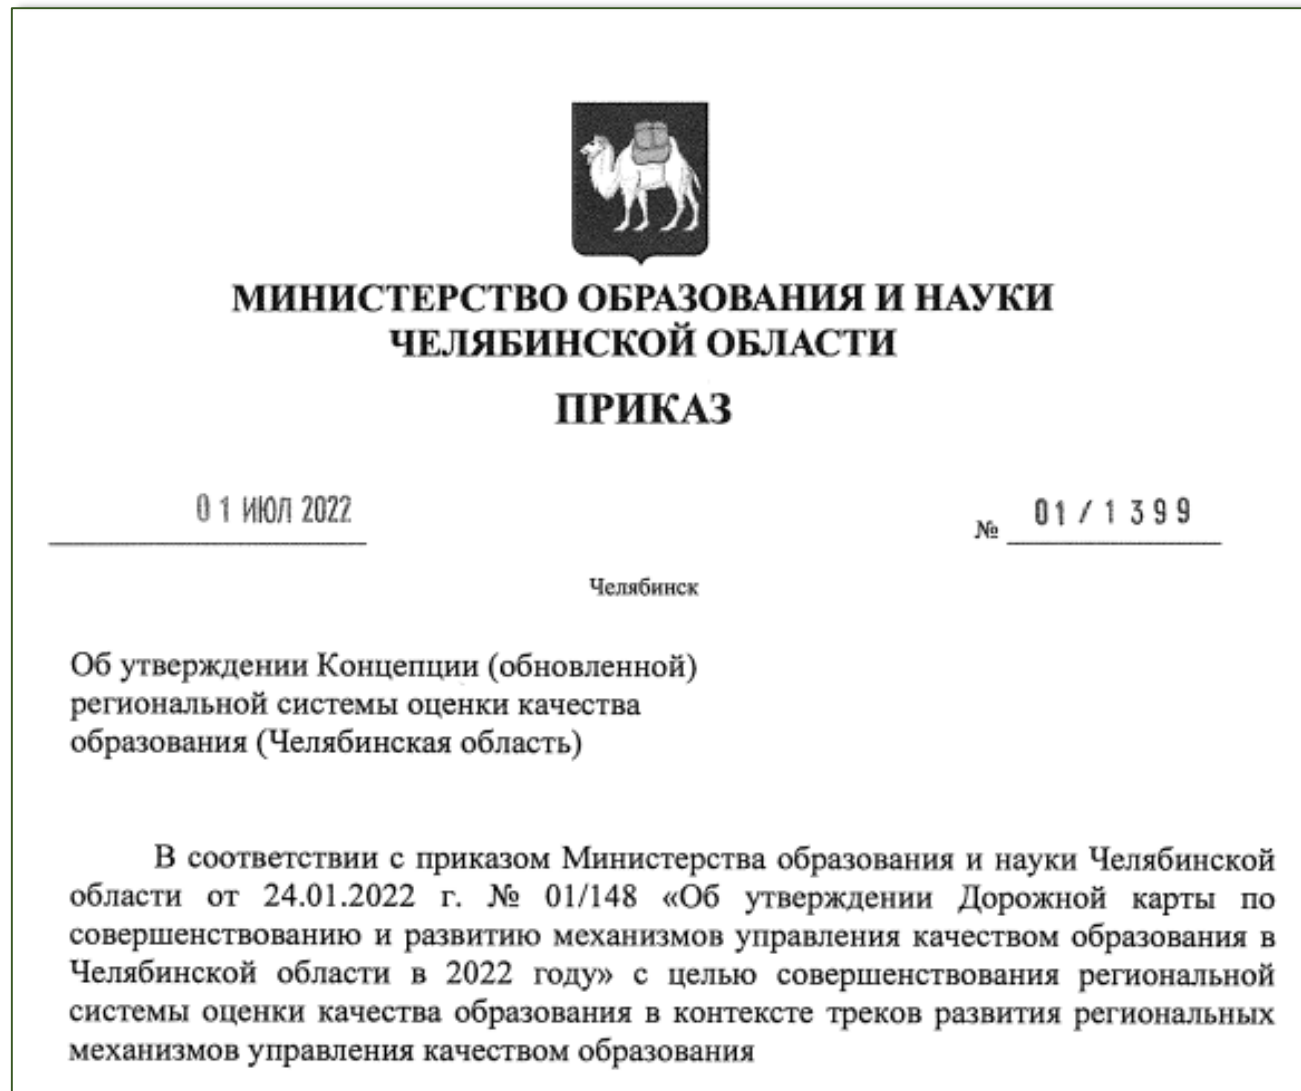 МИНИСТЕРСТВО ОБРАЗОВАНИЯ И НАУКИ
ЧЕЛЯБИНСКОЙ ОБЛАСТИ
ПРИКАЗ
01 ИЮЛ 2022
№ 01/1399
Челябинск
Об утверждении Концепции (обновленной)
региональной системы оценки качества
образования (Челябинская область)
В соответствии с приказом Министерства образования и науки Челябинской
области от 24.01.2022 г. № 01/148 «Об утверждении Дорожной карты по
совершенствованию и развитию механизмов управления качеством образования в
Челябинской области в 2022 году» с целью совершенствования региональной
системы оценки качества образования в контексте треков развития региональных
механизмов управления качеством образования